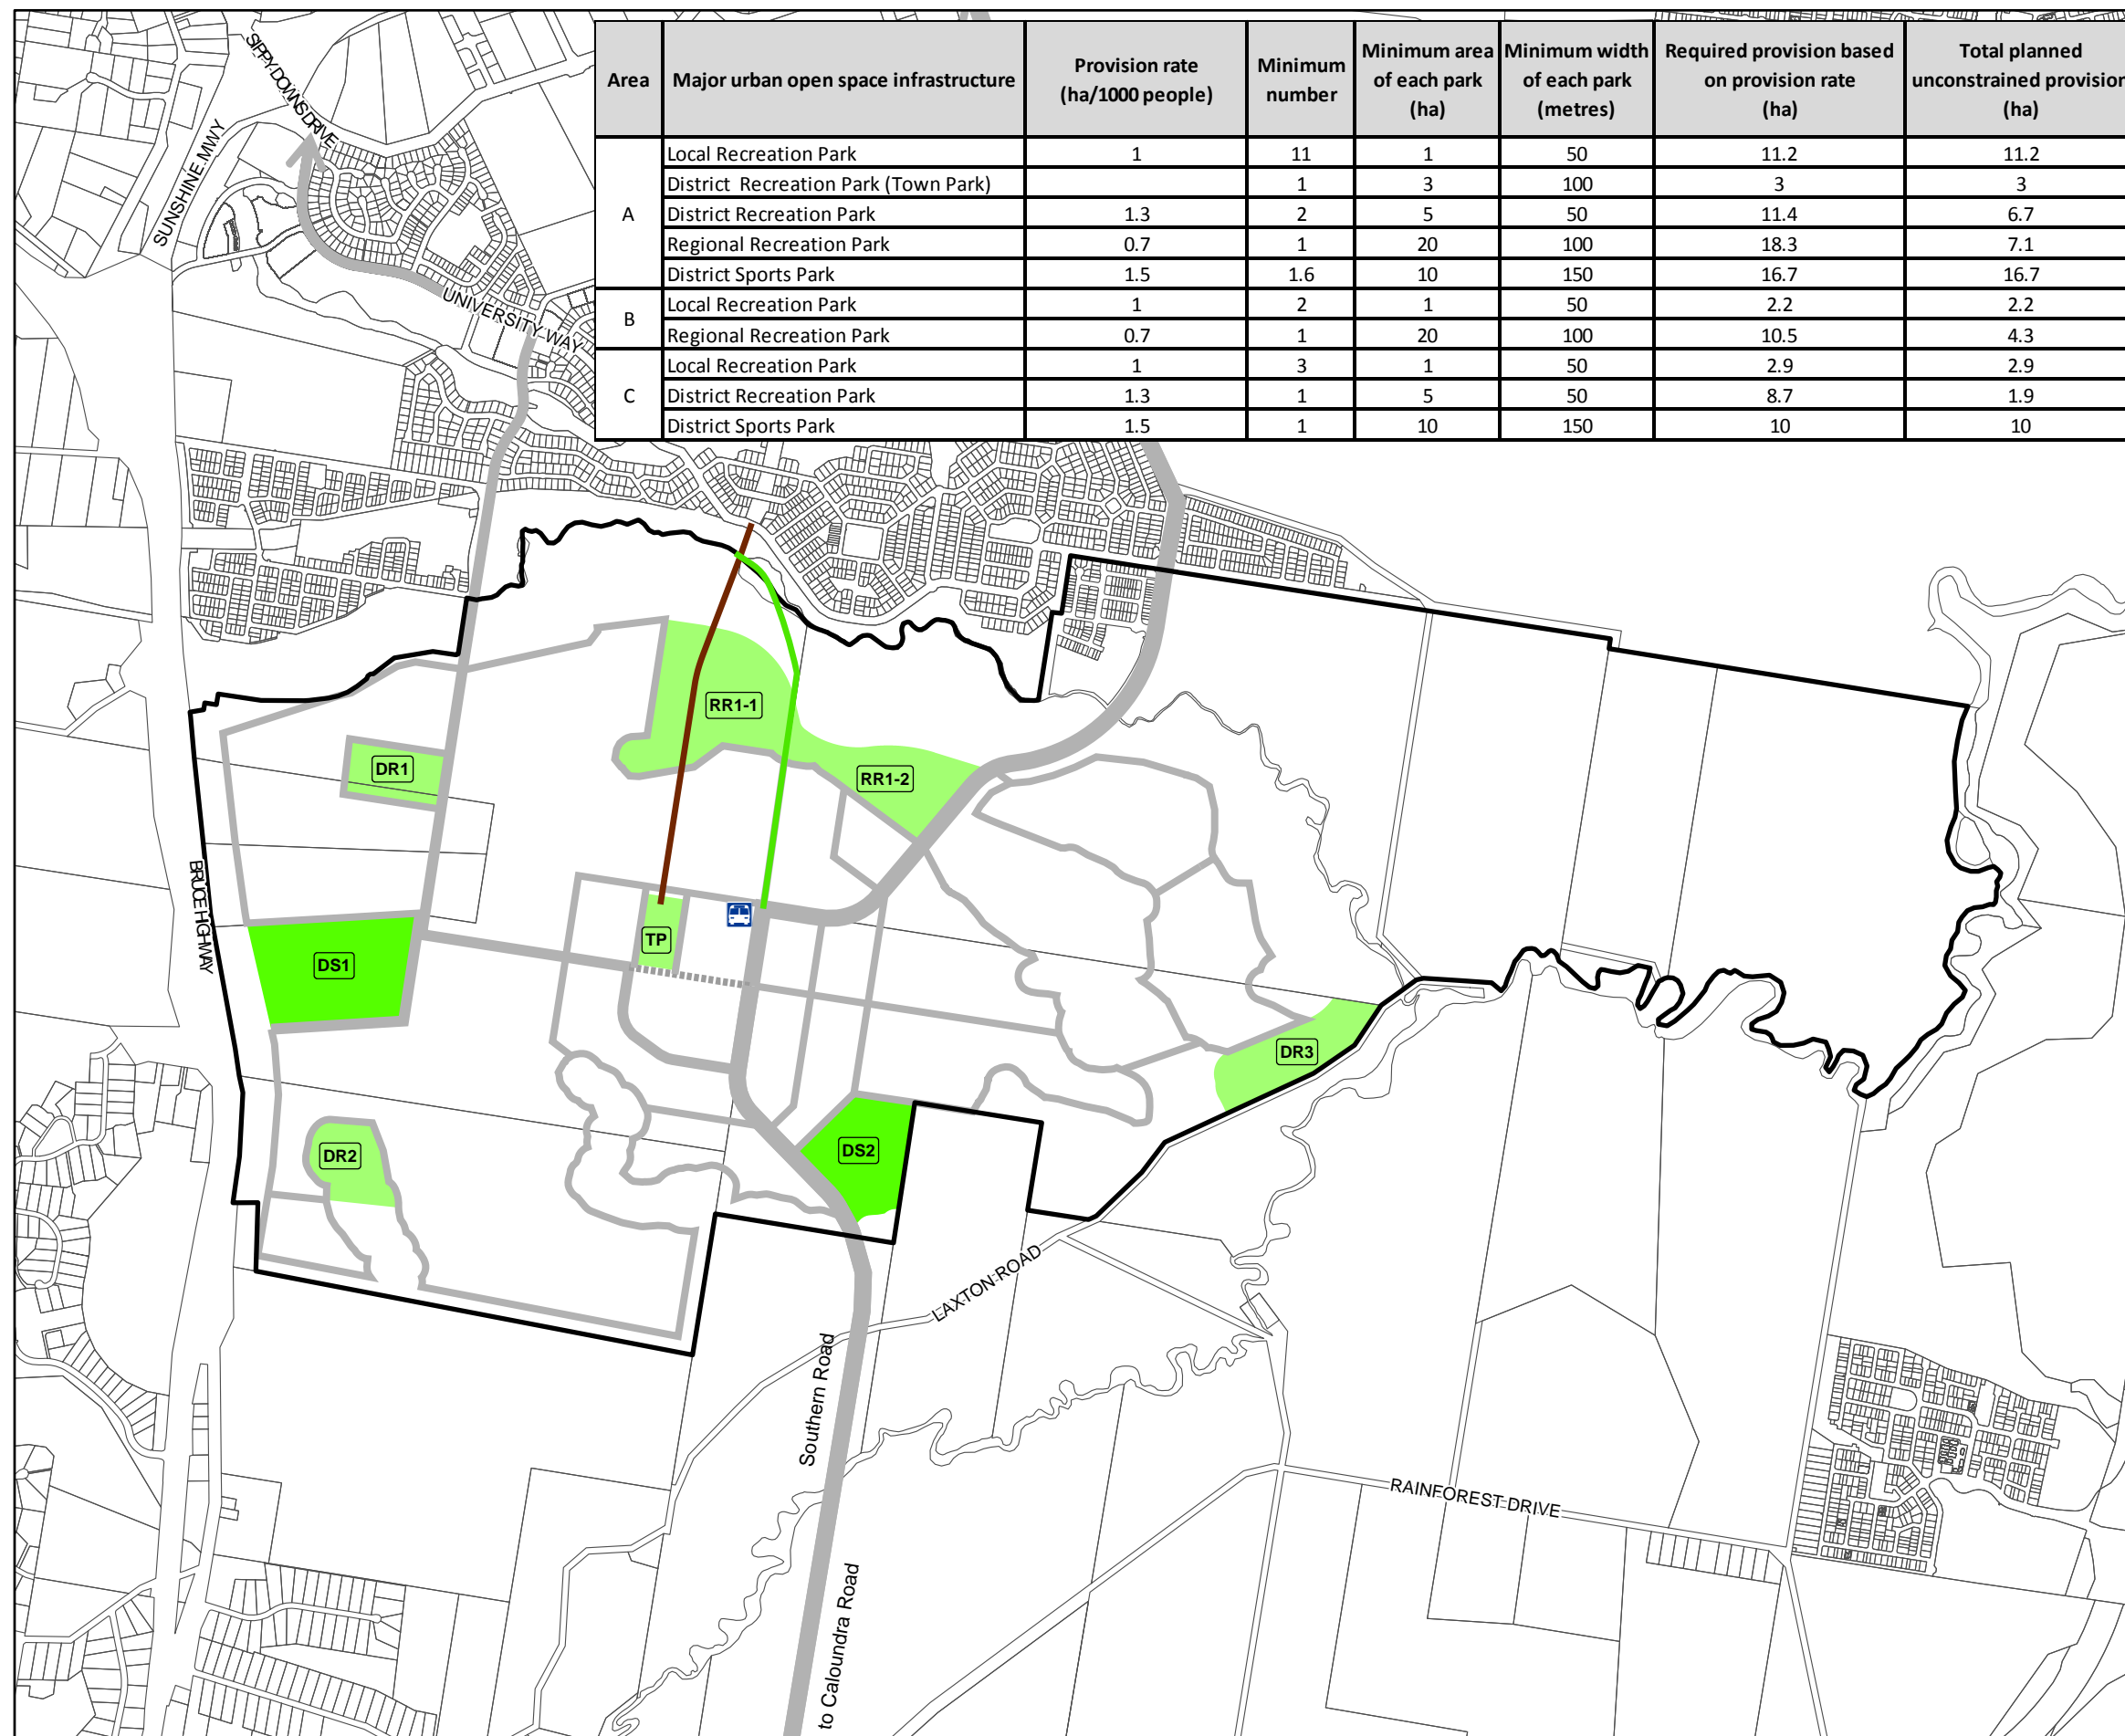 Area | Major urban open space infrastructure | Provision rate (ha/1000 people) | Minimum number | Minimum area of each park (ha) | Minimum width of each park (metres) | Required provision based on provision rate (ha) | Total planned unconstrained provision (ha)
A | Local Recreation Park | 1 | 11 | 1 | 50 | 11.2 | 11.2
District Recreation Park (Town Park) | 1 | 3 | 100 | 3 | 3
District Recreation Park | 1.3 | 2 | 5 | 50 | 11.4 | 6.7
Regional Recreation Park | 0.7 | 1 | 20 | 100 | 18.3 | 7.1
District Sports Park | 1.5 | 1.6 | 10 | 150 | 16.7 | 16.7
B | Local Recreation Park | 1 | 2 | 1 | 50 | 2.2 | 2.2
Regional Recreation Park | 0.7 | 1 | 20 | 100 | 10.5 | 4.3
C | Local Recreation Park | 1 | 3 | 1 | 50 | 2.9 | 2.9
District Recreation Park | 1.3 | 1 | 5 | 50 | 8.7 | 1.9
District Sports Park | 1.5 | 1 | 10 | 150 | 10 | 10
SIPPY DOWNS DRIVE
SUNSHINE MWY
UNIVERSITY WAY
RR1-1
DR1
RR1-2
BRUCE HIGHWAY
TP
DS1
DR3
DS2
DR2
LAXTON ROAD
Southern Road
RAINFOREST DRIVE
to Caloundra Road